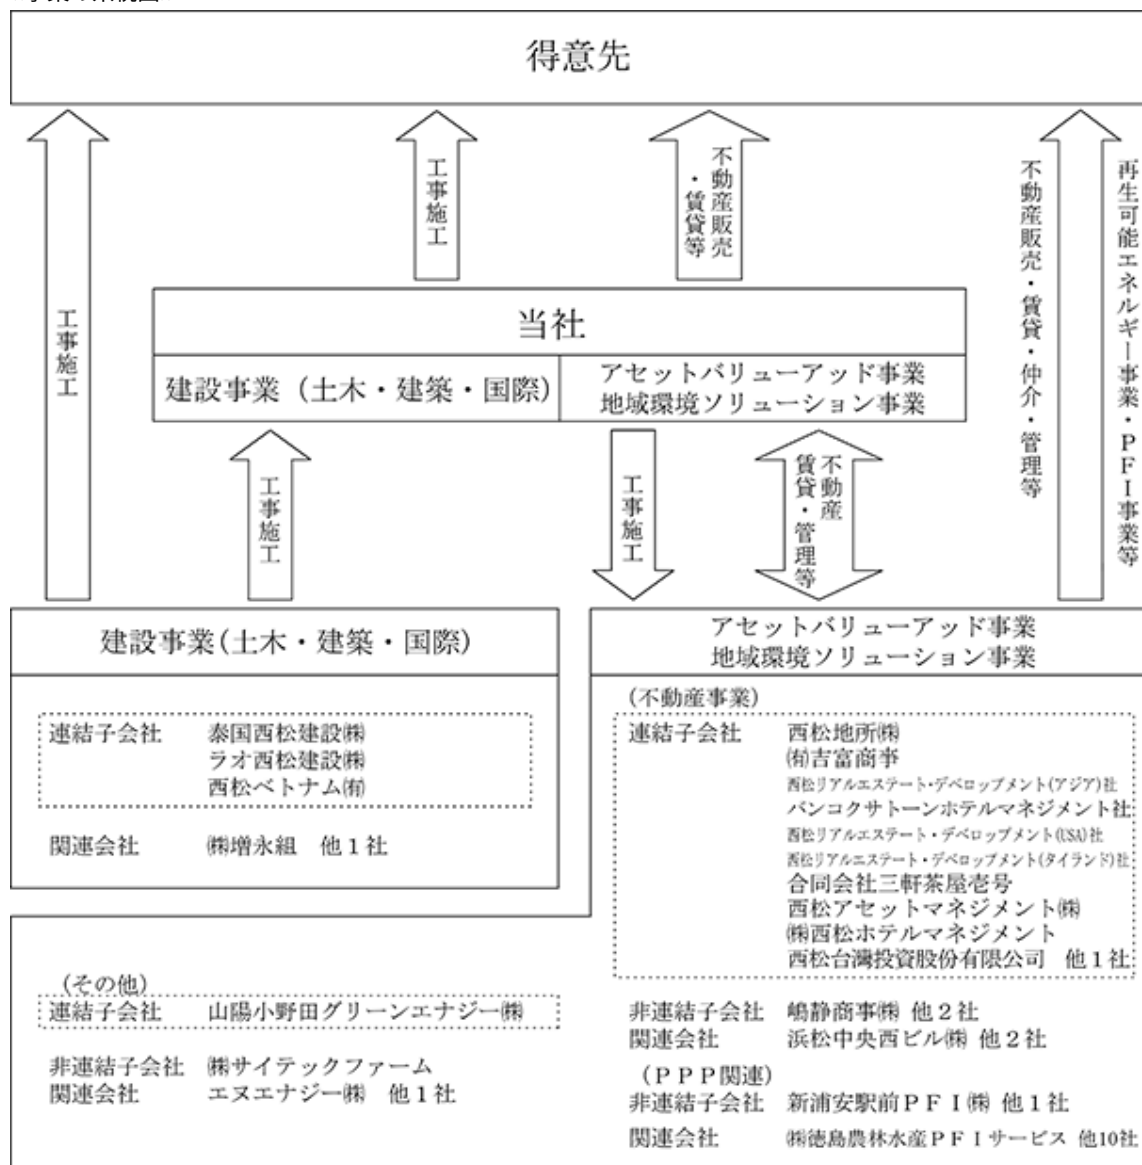 得意先
工事施工
工事施工
不動産販売
・賃貸等
不動産販売・賃貸・仲介・管理等
再生可能エネルギー事業・ＰＦＩ事業等
当社
建設事業（土木・建築・国際）
アセットバリューアッド事業
地域環境ソリューション事業
工事施工
工事施工
不動産
賃貸・管理等
建設事業(土木・建築・国際)
連結子会社　泰国西松建設㈱
ラオ西松建設㈱
西松ベトナム㈲
関連会社　㈱増永組　他１社
アセットバリューアッド事業
地域環境ソリューション事業
(不動産事業)
連結子会社　西松地所㈱
㈲吉富商亊
西松リアルエステート・デベロップメント(アジア)社
バンコクサトーンホテルマネジメント社
西松リアルエステート・デベロップメント(USA)社
西松リアルエステート・デベロップメント(タイランド)社
合同会社三軒茶屋壱号
西松アセットマネジメント㈱
㈱西松ホテルマネジメント
西松台灣投資股份有限公司　他１社
非連結子会社　嶋静商事㈱ 他２社
関連会社　浜松中央西ビル㈱ 他２社
(ＰＰＰ関連)
非連結子会社　新浦安駅前ＰＦＩ㈱ 他１社
関連会社　㈱徳島農林水産ＰＦＩサービス 他10社
(その他)
連結子会社　山陽小野田グリーンエナジー㈱
非連結子会社　㈱サイテックファーム
関連会社　エヌエナジー㈱　他１社